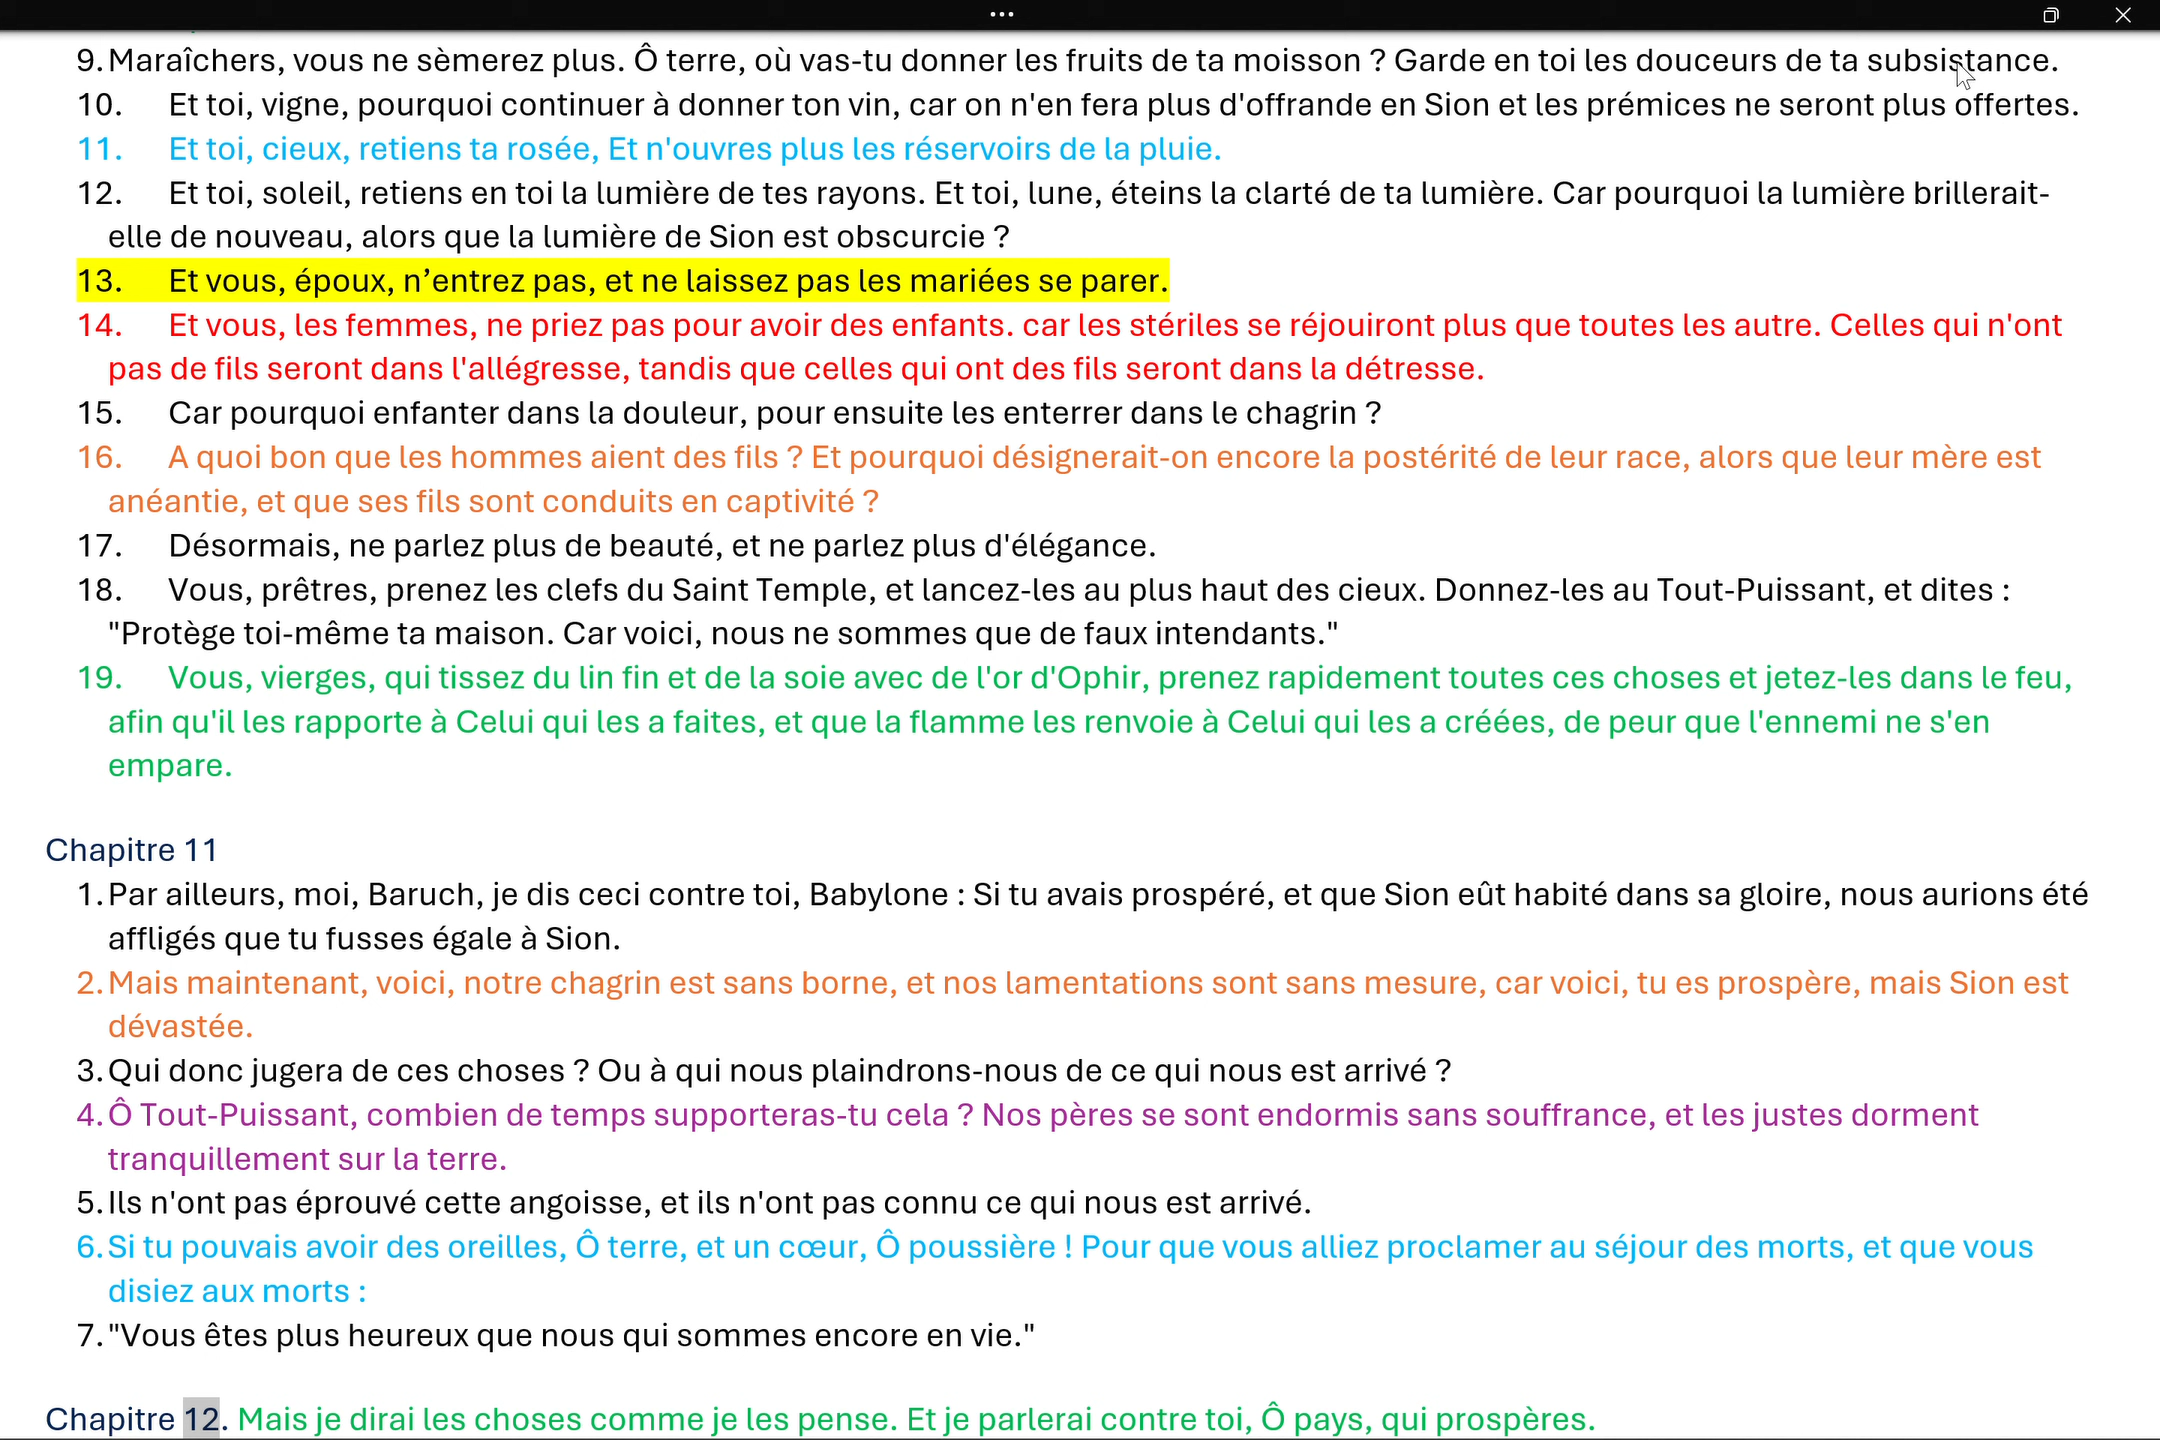 9. Maraîchers, vous ne sèmerez plus. Ô terre, où vas-tu donner les fruits de ta moisson ? Garde en toi les douceurs de ta subsistance.
10. Et toi, vigne, pourquoi continuer à donner ton vin, car on n'en fera plus d'offrande en Sion et les prémices ne seront plus offertes.
11. Et toi, cieux, retiens ta rosée, Et n'ouvres plus les réservoirs de la pluie.
12. Et toi, soleil, retiens en toi la lumière de tes rayons. Et toi, lune, éteins la clarté de ta lumière. Car pourquoi la lumière brillerait-
elle de nouveau, alors que la lumière de Sion est obscurcie ?
13. Et vous, époux, n’entrez pas, et ne laissez pas les mariées se parer.
14. Et vous, les femmes, ne priez pas pour avoir des enfants. car les stériles se réjouiront plus que toutes les autre. Celles qui n'ont
pas de fils seront dans l'allégresse, tandis que celles qui ont des fils seront dans la détresse.
15. Car pourquoi enfanter dans la douleur, pour ensuite les enterrer dans le chagrin ?
16. A quoi bon que les hommes aient des fils ? Et pourquoi désignerait-on encore la postérité de leur race, alors que leur mère est
anéantie, et que ses fils sont conduits en captivité ?
17. Désormais, ne parlez plus de beauté, et ne parlez plus d'élégance.
18. Vous, prêtres, prenez les clefs du Saint Temple, et lancez-les au plus haut des cieux. Donnez-les au Tout-Puissant, et dites :
"Protège toi-même ta maison. Car voici, nous ne sommes que de faux intendants."
19. Vous, vierges, qui tissez du lin fin et de la soie avec de l'or d'Ophir, prenez rapidement toutes ces choses et jetez-les dans le feu,
afin qu'il les rapporte à Celui qui les a faites, et que la flamme les renvoie à Celui qui les a créées, de peur que l'ennemi ne s'en
empare.
Chapitre 11
1. Par ailleurs, moi, Baruch, je dis ceci contre toi, Babylone : Si tu avais prospéré, et que Sion eût habité dans sa gloire, nous aurions été
affligés que tu fusses égale à Sion.
2. Mais maintenant, voici, notre chagrin est sans borne, et nos lamentations sont sans mesure, car voici, tu es prospère, mais Sion est
dévastée.
3. Qui donc jugera de ces choses ? Ou à qui nous plaindrons-nous de ce qui nous est arrivé ?
4. Ô Tout-Puissant, combien de temps supporteras-tu cela ? Nos pères se sont endormis sans souffrance, et les justes dorment
tranquillement sur la terre.
5. Ils n'ont pas éprouvé cette angoisse, et ils n'ont pas connu ce qui nous est arrivé.
6. Si tu pouvais avoir des oreilles, Ô terre, et un cœur, Ô poussière ! Pour que vous alliez proclamer au séjour des morts, et que vous
disiez aux morts :
7. "Vous êtes plus heureux que nous qui sommes encore en vie."
Chapitre 12. Mais je dirai les choses comme je les pense. Et je parlerai contre toi, Ô pays, qui prospères.